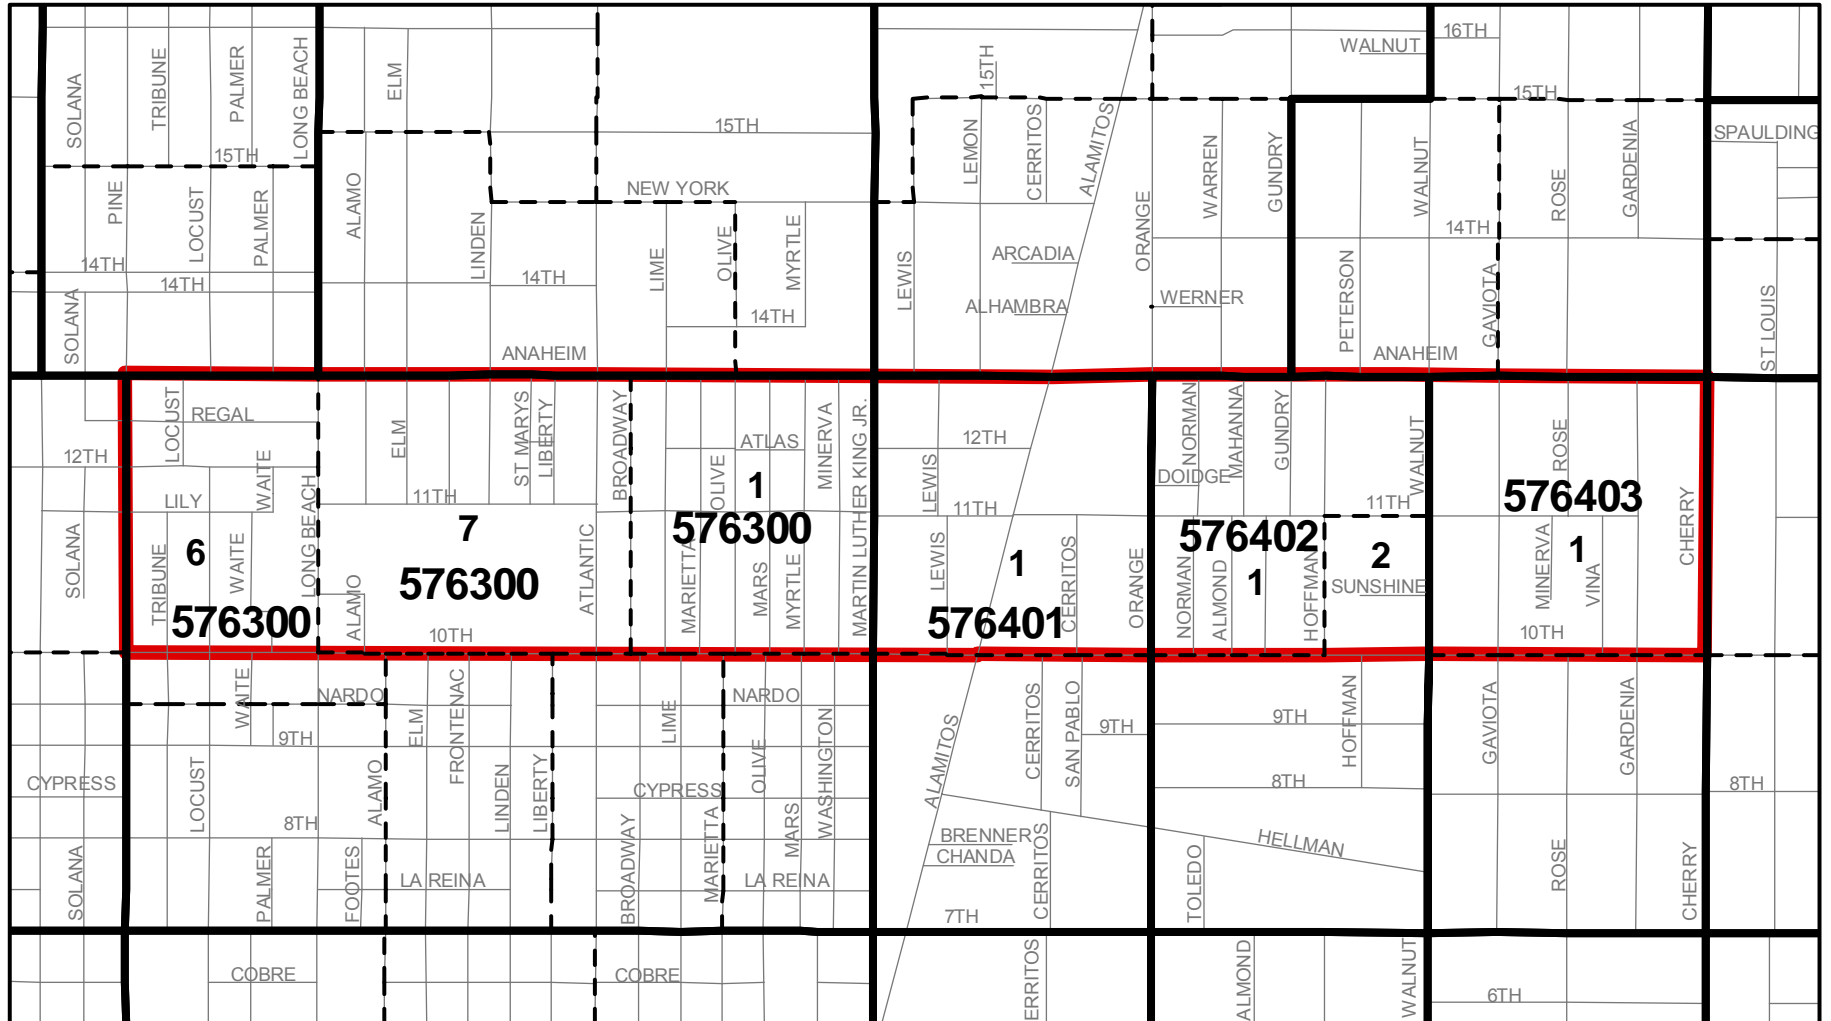 16TH
WALNUT
SOLANA
TRIBUNE
PALMER
LONG BEACH
ELM
15TH
15TH
15TH
LEMON
CERRITOS
ALAMITOS
WARREN
GUNDRY
WALNUT
GARDENIA
SPAULDING
15TH
PINE
LOCUST
PALMER
ALAMO
NEW YORK
LINDEN
ORANGE
ROSE
14TH
14TH
14TH
14TH
LIME
OLIVE
MYRTLE
LEWIS
ARCADIA
ALHAMBRA
WERNER
PETERSON
GAVIOTA
ST LOUIS
SOLANA
14TH
ANAHEIM
ANAHEIM
LOCUST
REGAL
ELM
ST MARYS
LIBERTY
BROADWAY
ATLAS
MINERVA
MARTIN LUTHER KING JR.
12TH
NORMAN
MAHANNA
GUNDRY
WALNUT
ROSE
12TH
WAITE
LILY
LONG BEACH
11TH
OLIVE
1
576300
LEWIS
11TH
DOIDGE
11TH
576403
CHERRY
SOLANA
TRIBUNE
6
WAITE
576300
7
576300
ALAMO
ATLANTIC
10TH
MARIETTA
MARS
MYRTLE
LEWIS
1
576401
CERRITOS
ORANGE
576402
1
NORMAN
ALMOND
HOFFMAN
2
SUNSHINE
MINERVA
1
VINA
10TH
WAITE
NARDO
FRONTENAC
ELM
LIME
NARDO
CERRITOS
SAN PABLO
HOFFMAN
GAVIOTA
GARDENIA
9TH
9TH
9TH
CYPRESS
LOCUST
ALAMO
LINDEN
LIBERTY
CYPRESS
OLIVE
WASHINGTON
ALAMITOS
8TH
8TH
8TH
MARS
BRENNER
CHANDA
CERRITOS
HELLMAN
SOLANA
PALMER
FOOTES
LA REINA
BROADWAY
MARIETTA
LA REINA
7TH
TOLEDO
ROSE
CHERRY
COBRE
COBRE
ERRITOS
ALMOND
WALNUT
6TH